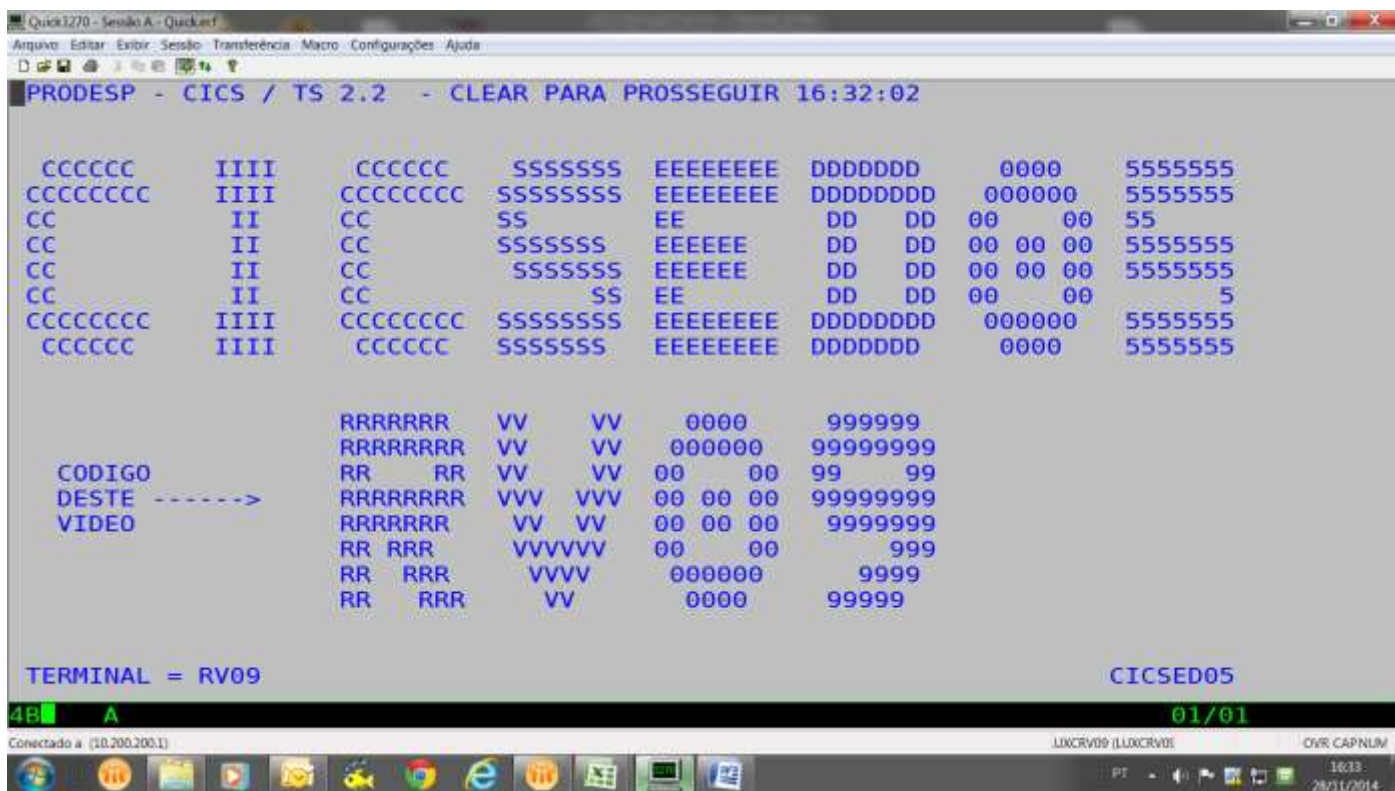 Quick3270 - Sessão A - Quick.ecf
Arquivo Editar Exibir Sessão Transferência Macro Configurações Ajuda
PRODESP - CICS / TS 2.2 - CLEAR PARA PROSSEGUIR 16:32:02
CCCCCC IIII CCCCCC SSSSSSS EEEEEEEE DDDDDDD 0000 5555555
CCCCCCCC IIII CCCCCCCC SSSSSSSS EEEEEEEE DDDDDDDD 000000 5555555
CC II CC SS EE DD DD 00 00 55
CC II CC SSSSSSS EEEEEE DD DD 00 00 00 5555555
CC II CC SSSSSSS EEEEEE DD DD 00 00 00 5555555
CC II CC SS EE DD DD 00 00 5
CCCCCCCC IIII CCCCCCCC SSSSSSSS EEEEEEEE DDDDDDDD 000000 5555555
CCCCCC IIII CCCCCC SSSSSSS EEEEEEEE DDDDDDD 0000 5555555
RRRRRRR VV VV 0000 999999
RRRRRRRR VV VV 000000 99999999
CODIGO RR RR VV VV 00 00 99 99
DESTE ------> RRRRRRRR VVV VVV 00 00 00 99999999
VIDEO RRRRRRR VV VV 00 00 00 9999999
RR RRR VVVVVV 00 00 999
RR RRR VVVV 000000 9999
RR RRR VV 0000 99999
TERMINAL = RV09 CICSED05
4B A 01/01
Conectado a (10.200.200.1) OVR CAP NUM
PT 16:33
28/11/2014